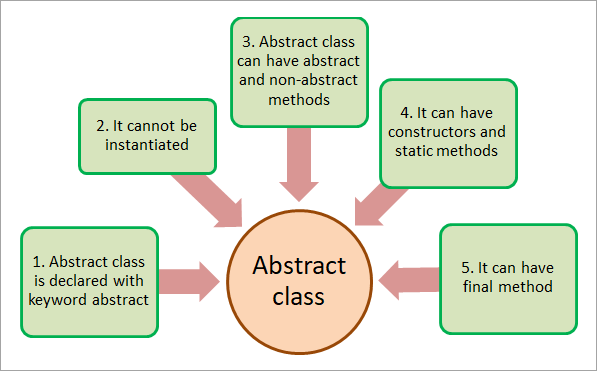 1. Abstract class
is declared with
keyword abstract
2. It cannot be
instantiated
3. Abstract class
can have abstract
and non-abstract
methods
4. It can have
constructors and
static methods
5. It can have
final method
Abstract
class